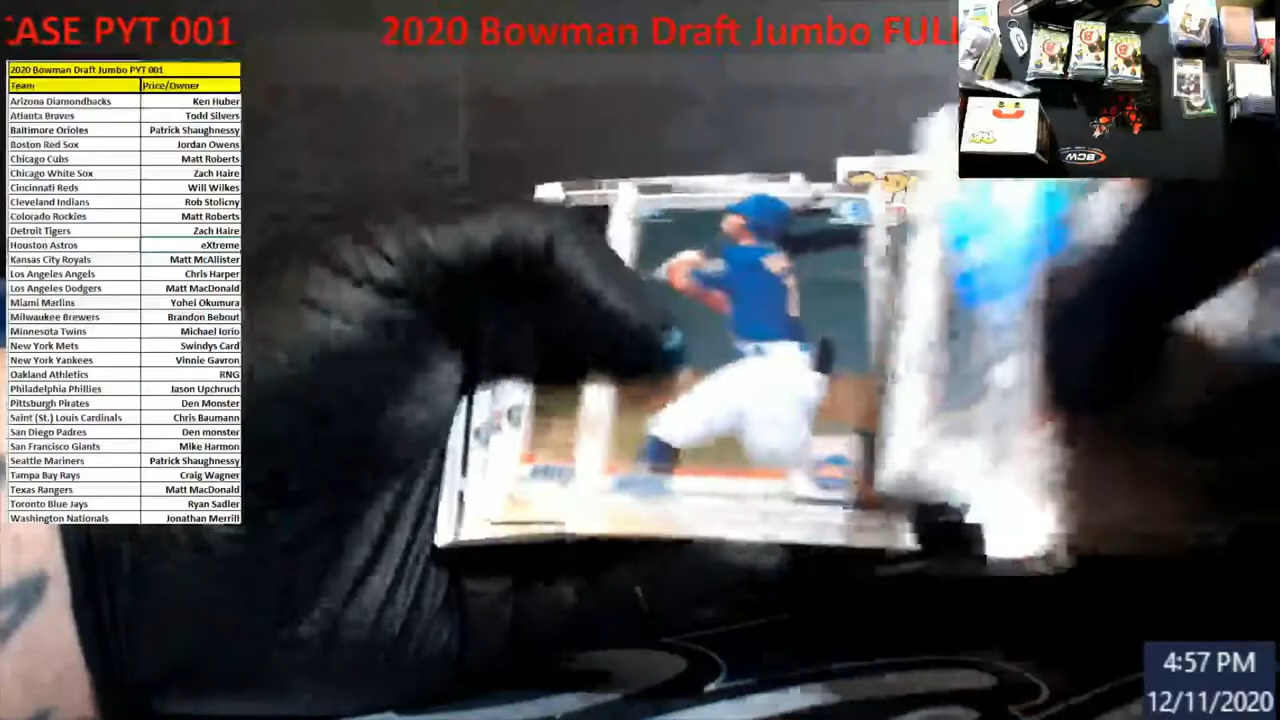 CASE PYT 001 2020 Bowman Draft Jumbo FULL
2020 Bowman Draft Jumbo PYT 001
Team Price/Owner
Arizona Diamondbacks Ken Huber
Atlanta Braves Todd Silvers
Baltimore Orioles Patrick Shaughnessy
Boston Red Sox Jordan Owens
Chicago Cubs Matt Roberts
Chicago White Sox Zach Haire
Cincinnati Reds Will Wilkes
Cleveland Indians Rob Stolicny
Colorado Rockies Matt Roberts
Detroit Tigers Zach Haire
Houston Astros eXtreme
Kansas City Royals Matt McAllister
Los Angeles Angels Chris Harper
Los Angeles Dodgers Matt MacDonald
Miami Marlins Yohei Okumura
Milwaukee Brewers Brandon Bebout
Minnesota Twins Michael Iorio
New York Mets Swindys Card
New York Yankees Vinnie Gavron
Oakland Athletics RNG
Philadelphia Phillies Jason Upchruch
Pittsburgh Pirates Den Monster
Saint (St.) Louis Cardinals Chris Baumann
San Diego Padres Den monster
San Francisco Giants Mike Harmon
Seattle Mariners Patrick Shaughnessy
Tampa Bay Rays Craig Wagner
Texas Rangers Matt MacDonald
Toronto Blue Jays Ryan Sadler
Washington Nationals Jonathan Merrill
BCW
4:57 PM
12/11/2020